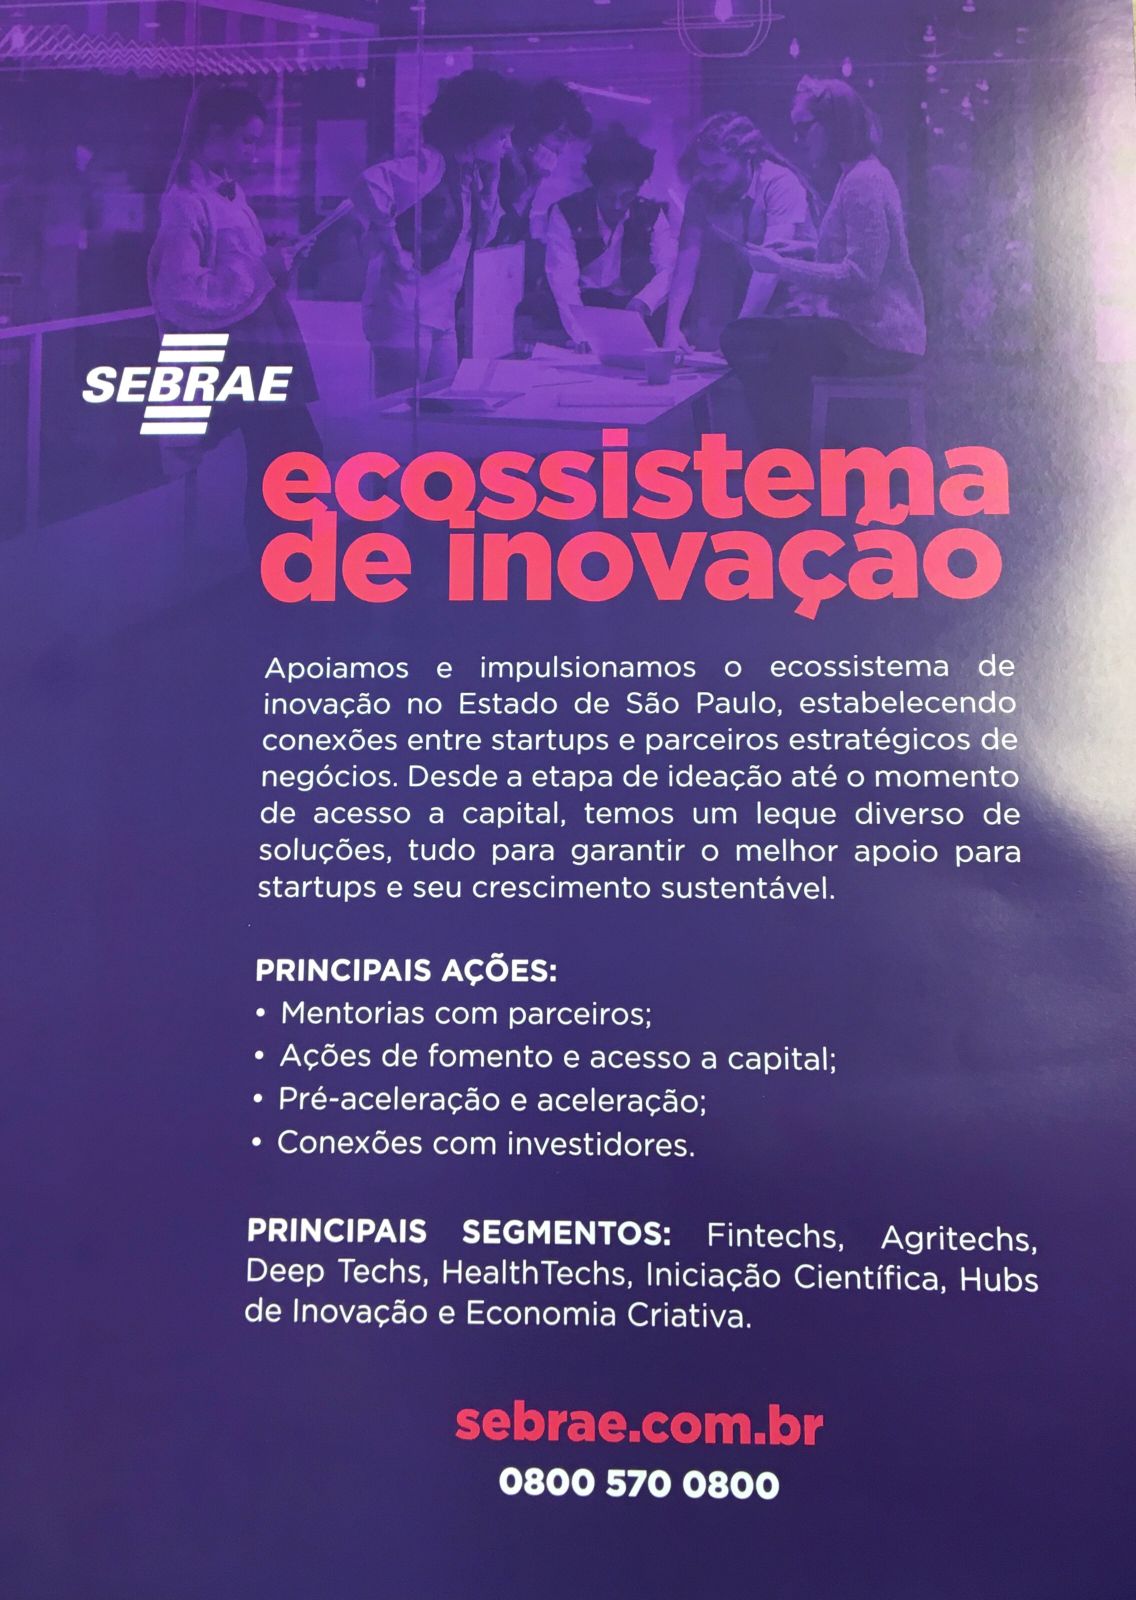 SEBRAE
ecossistema
de inovação
Apoiamos e impulsionamos o ecossistema de
inovação no Estado de São Paulo, estabelecendo
conexões entre startups e parceiros estratégicos de
negócios. Desde a etapa de ideação até o momento
de acesso a capital, temos um leque diverso de
soluções, tudo para garantir o melhor apoio para
startups e seu crescimento sustentável.
PRINCIPAIS AÇÕES:
• Mentorias com parceiros;
• Ações de fomento e acesso a capital;
• Pré-aceleração e aceleração;
• Conexões com investidores.
PRINCIPAIS SEGMENTOS: Fintechs, Agritechs,
Deep Techs, HealthTechs, Iniciação Científica, Hubs
de Inovação e Economia Criativa.
sebrae.com.br
0800 570 0800